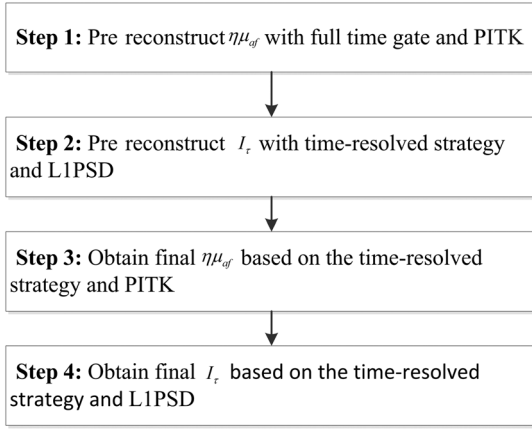 Step 1: Pre reconstruct ημaf with full time gate and PITK
Step 2: Pre reconstruct Iτ with time-resolved strategy
and L1PSD
Step 3: Obtain final ημaf based on the time-resolved
strategy and PITK
Step 4: Obtain final Iτ based on the time-resolved
strategy and L1PSD